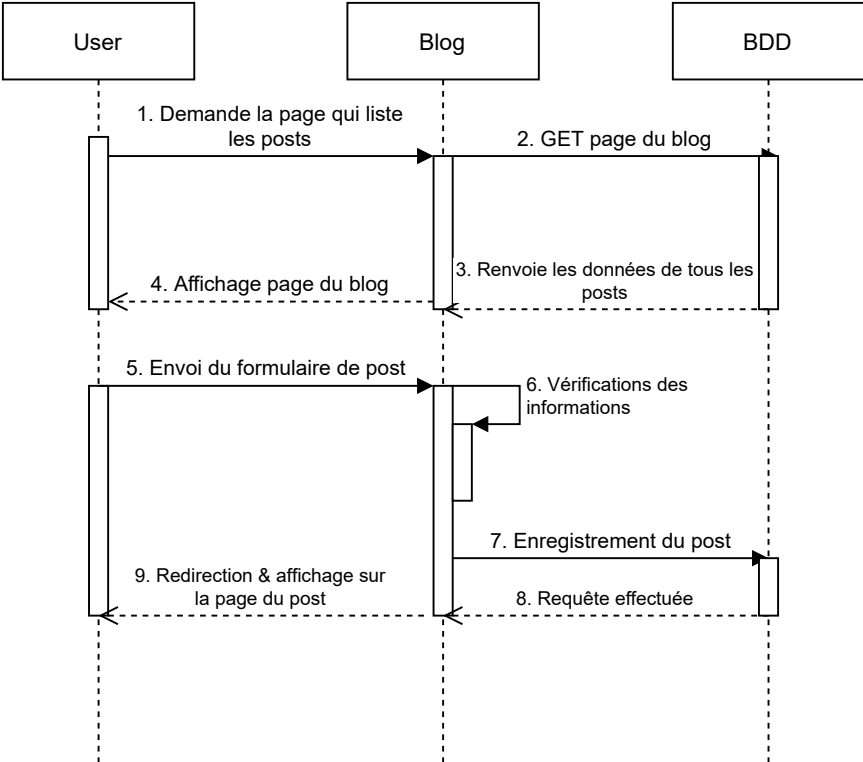 User
Blog
BDD
1. Demande la page qui liste
les posts
2. GET page du blog
3. Renvoie les données de tous les
posts
4. Affichage page du blog
5. Envoi du formulaire de post
6. Vérifications des
informations
7. Enregistrement du post
8. Requête effectuée
9. Redirection & affichage sur
la page du post